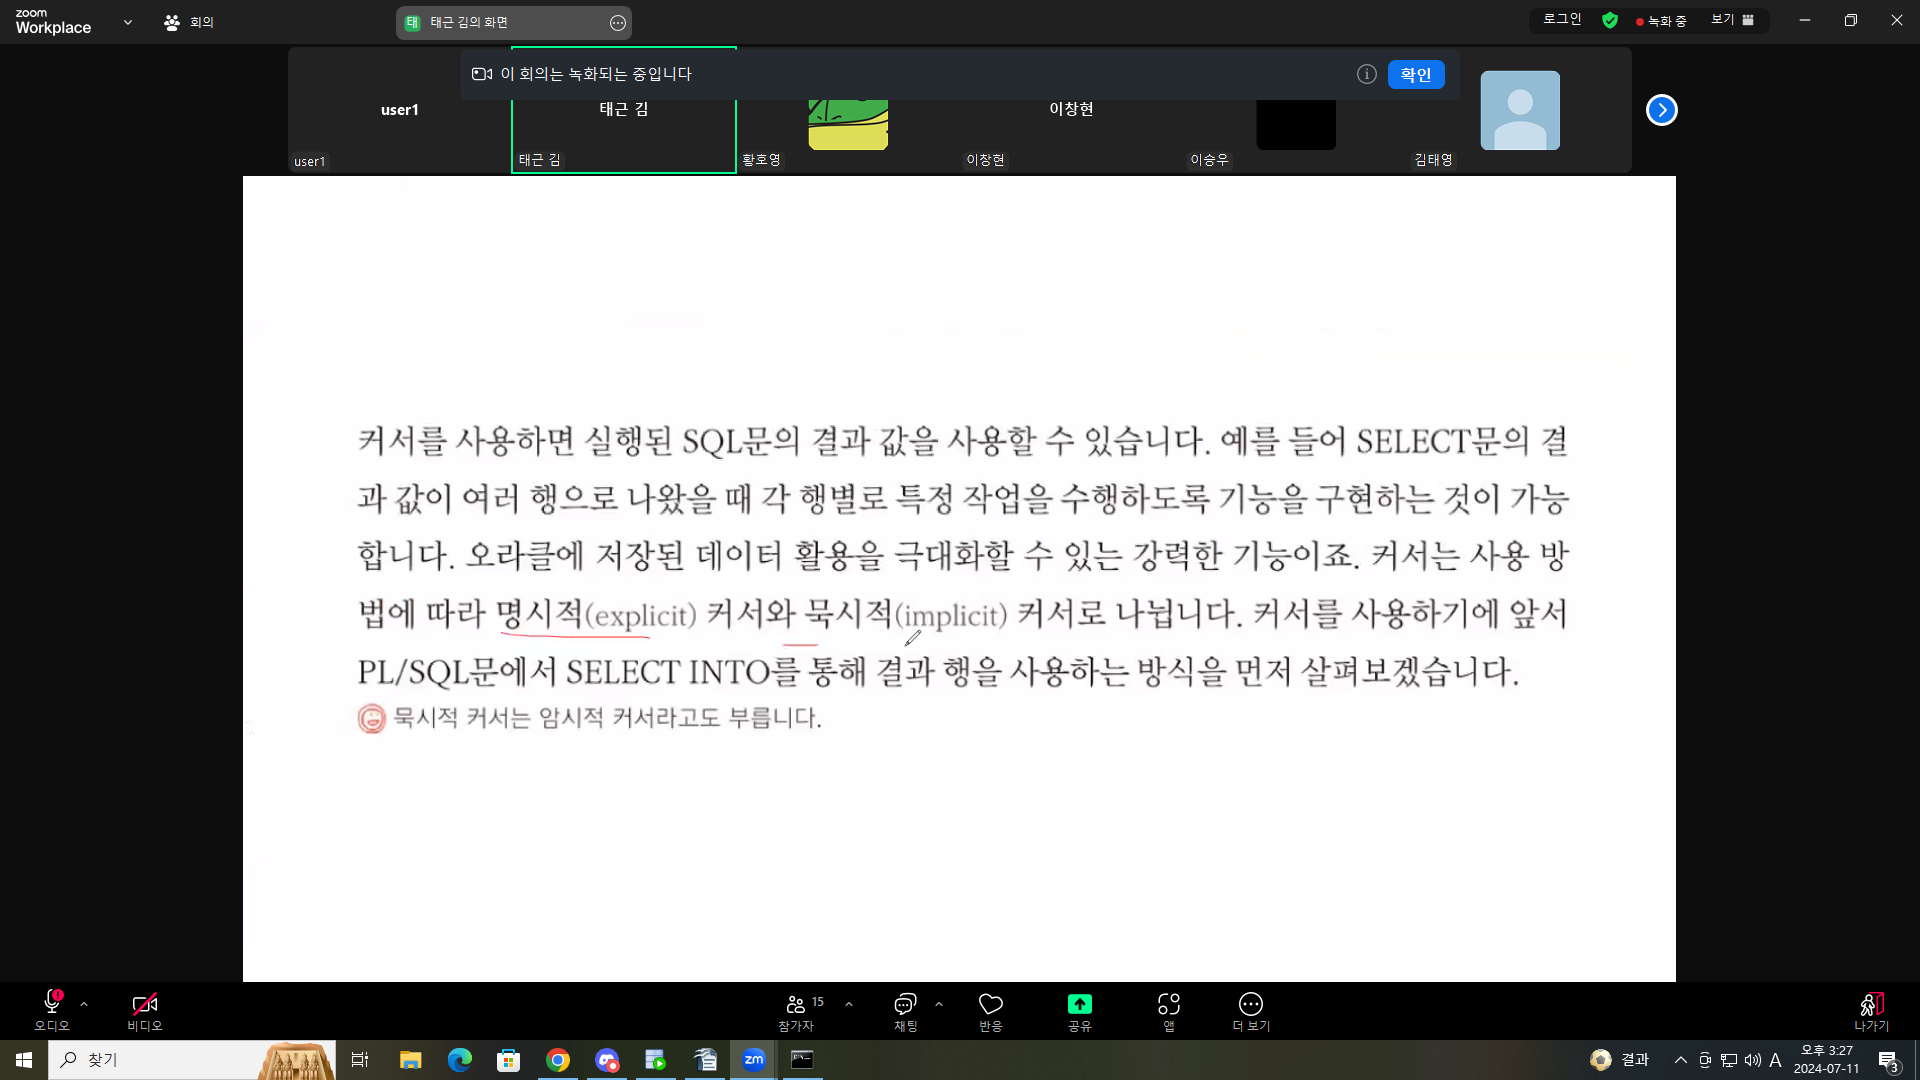 zoom
Workplace
회의
태 태근 김의 화면
로그인
녹화 중
보기
이 회의는 녹화되는 중입니다
확인
user1
태근 김
이창현
user1
태근 김
황호영
이창현
이승우
김태영
커서를 사용하면 실행된 SQL문의 결과 값을 사용할 수 있습니다. 예를 들어 SELECT문의 결
과 값이 여러 행으로 나왔을 때 각 행별로 특정 작업을 수행하도록 기능을 구현하는 것이 가능
합니다. 오라클에 저장된 데이터 활용을 극대화할 수 있는 강력한 기능이죠. 커서는 사용 방
법에 따라 명시적(explicit) 커서와 묵시적(implicit) 커서로 나뉩니다. 커서를 사용하기에 앞서
PL/SQL문에서 SELECT INTO를 통해 결과 행을 사용하는 방식을 먼저 살펴보겠습니다.
묵시적 커서는 암시적 커서라고도 부릅니다.
오디오
비디오
참가자 15
채팅
반응
공유
앱
더 보기
나가기
찾기
zm
결과
A
오후 3:27
2024-07-11
3